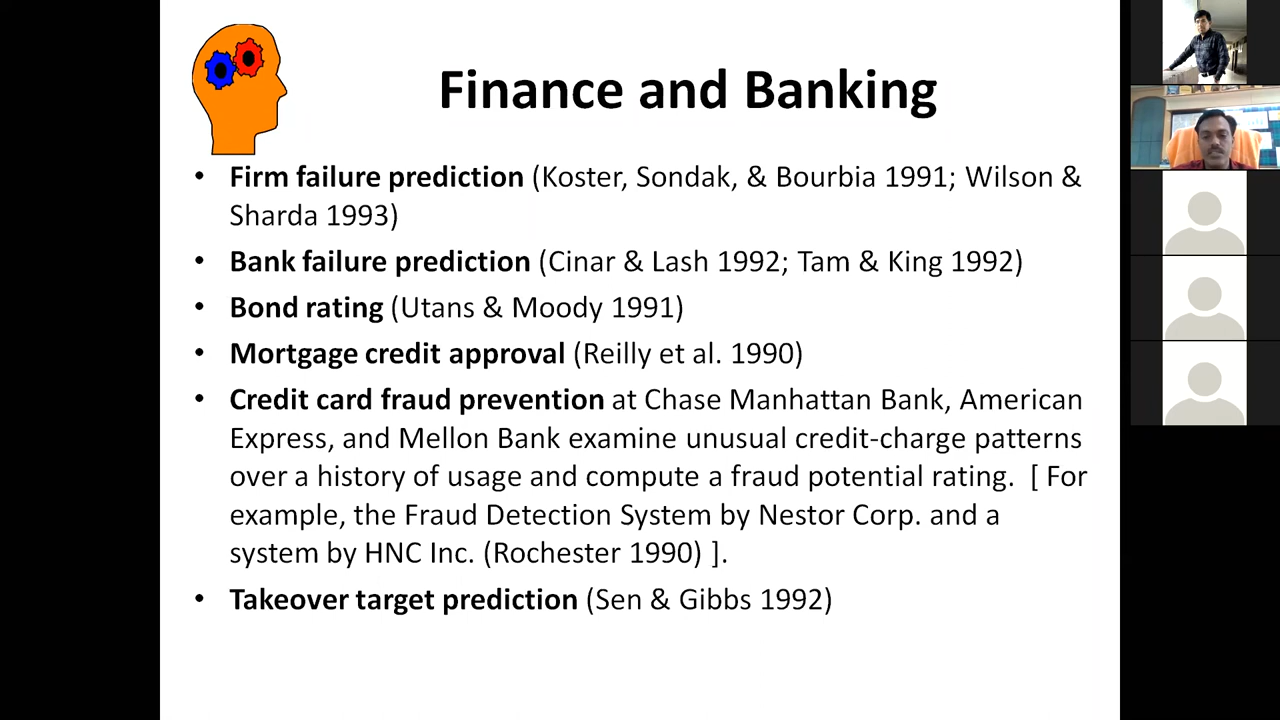 Finance and Banking
• Firm failure prediction (Koster, Sondak, & Bourbia 1991; Wilson &
Sharda 1993)
• Bank failure prediction (Cinar & Lash 1992; Tam & King 1992)
• Bond rating (Utans & Moody 1991)
• Mortgage credit approval (Reilly et al. 1990)
• Credit card fraud prevention at Chase Manhattan Bank, American
Express, and Mellon Bank examine unusual credit-charge patterns
over a history of usage and compute a fraud potential rating. [ For
example, the Fraud Detection System by Nestor Corp. and a
system by HNC Inc. (Rochester 1990) ].
• Takeover target prediction (Sen & Gibbs 1992)